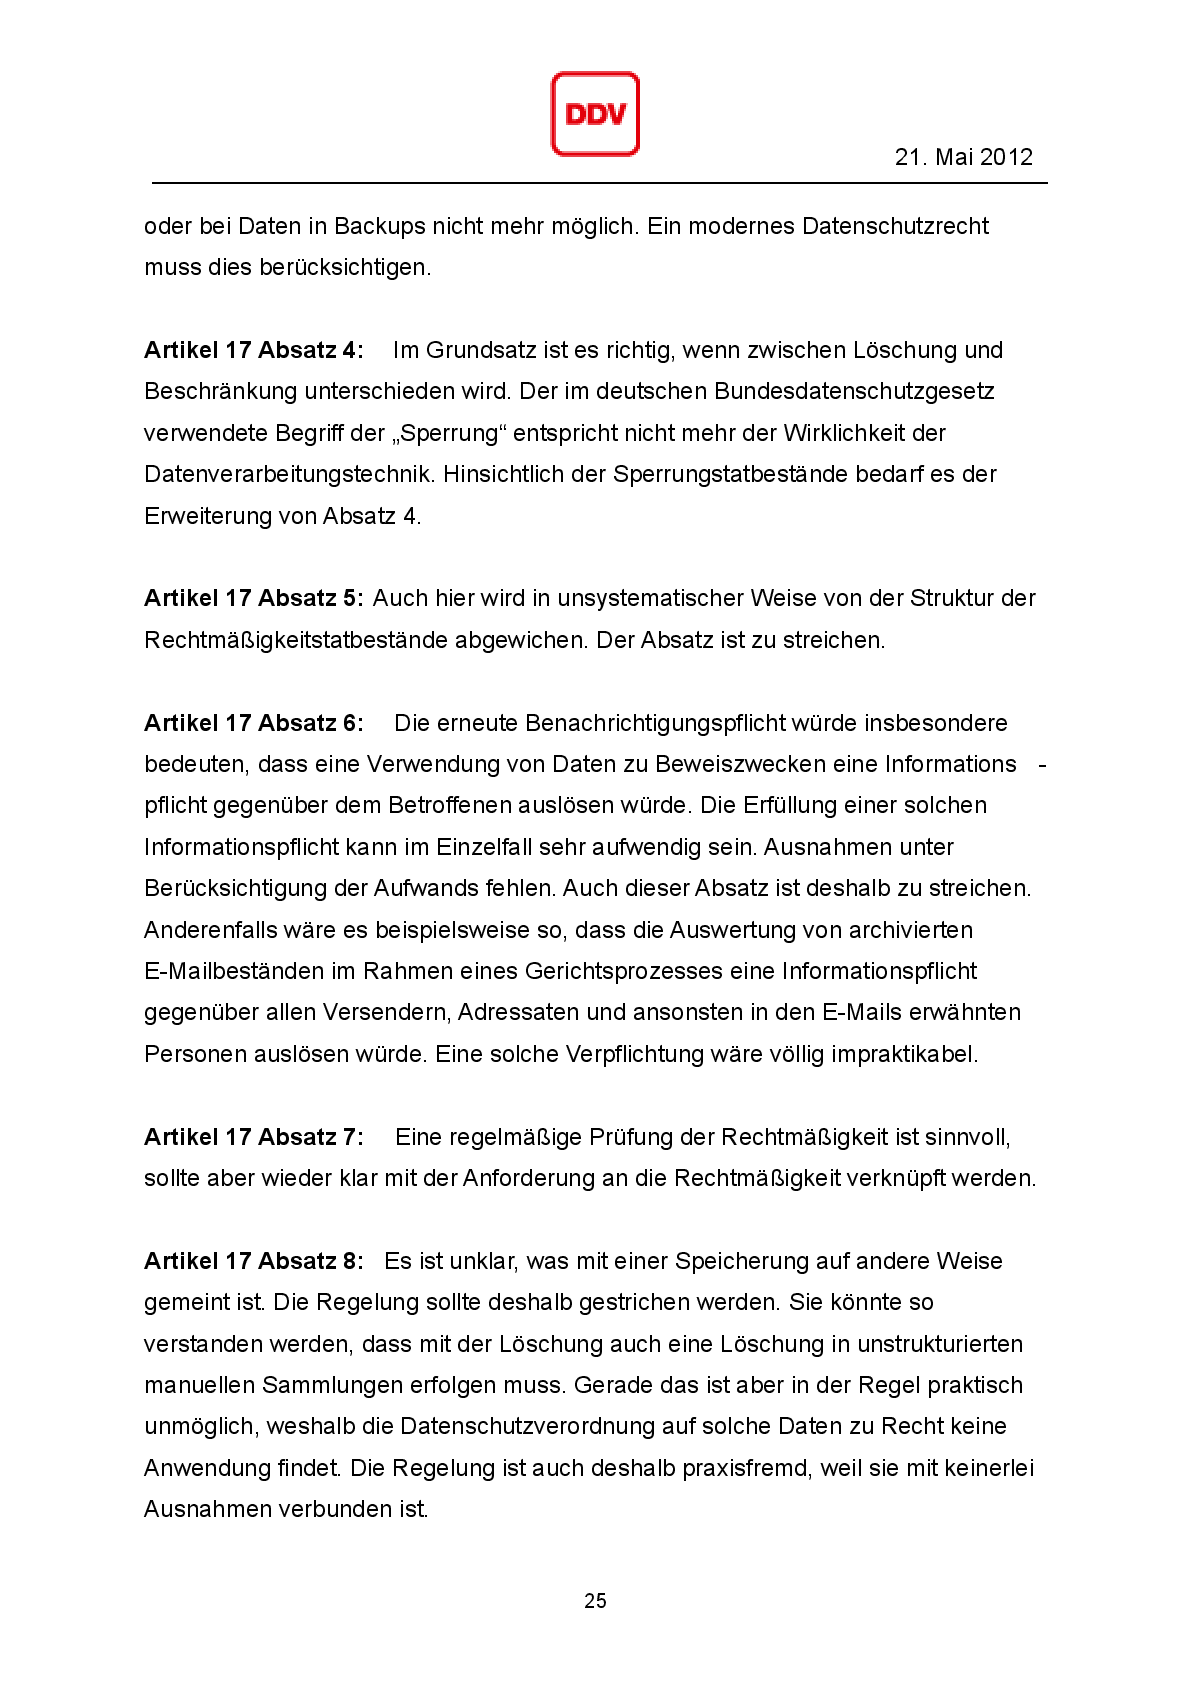 DDV
21. Mai 2012
oder bei Daten in Backups nicht mehr möglich. Ein modernes Datenschutzrecht
muss dies berücksichtigen.
Artikel 17 Absatz 4: Im Grundsatz ist es richtig, wenn zwischen Löschung und
Beschränkung unterschieden wird. Der im deutschen Bundesdatenschutzgesetz
verwendete Begriff der „Sperrung“ entspricht nicht mehr der Wirklichkeit der
Datenverarbeitungstechnik. Hinsichtlich der Sperrungstatbestände bedarf es der
Erweiterung von Absatz 4.
Artikel 17 Absatz 5: Auch hier wird in unsystematischer Weise von der Struktur der
Rechtmäßigkeitstatbestände abgewichen. Der Absatz ist zu streichen.
Artikel 17 Absatz 6: Die erneute Benachrichtigungspflicht würde insbesondere
bedeuten, dass eine Verwendung von Daten zu Beweiszwecken eine Informations -
pflicht gegenüber dem Betroffenen auslösen würde. Die Erfüllung einer solchen
Informationspflicht kann im Einzelfall sehr aufwendig sein. Ausnahmen unter
Berücksichtigung der Aufwands fehlen. Auch dieser Absatz ist deshalb zu streichen.
Anderenfalls wäre es beispielsweise so, dass die Auswertung von archivierten
E-Mailbeständen im Rahmen eines Gerichtsprozesses eine Informationspflicht
gegenüber allen Versendern, Adressaten und ansonsten in den E-Mails erwähnten
Personen auslösen würde. Eine solche Verpflichtung wäre völlig impraktikabel.
Artikel 17 Absatz 7: Eine regelmäßige Prüfung der Rechtmäßigkeit ist sinnvoll,
sollte aber wieder klar mit der Anforderung an die Rechtmäßigkeit verknüpft werden.
Artikel 17 Absatz 8: Es ist unklar, was mit einer Speicherung auf andere Weise
gemeint ist. Die Regelung sollte deshalb gestrichen werden. Sie könnte so
verstanden werden, dass mit der Löschung auch eine Löschung in unstrukturierten
manuellen Sammlungen erfolgen muss. Gerade das ist aber in der Regel praktisch
unmöglich, weshalb die Datenschutzverordnung auf solche Daten zu Recht keine
Anwendung findet. Die Regelung ist auch deshalb praxisfremd, weil sie mit keinerlei
Ausnahmen verbunden ist.
25